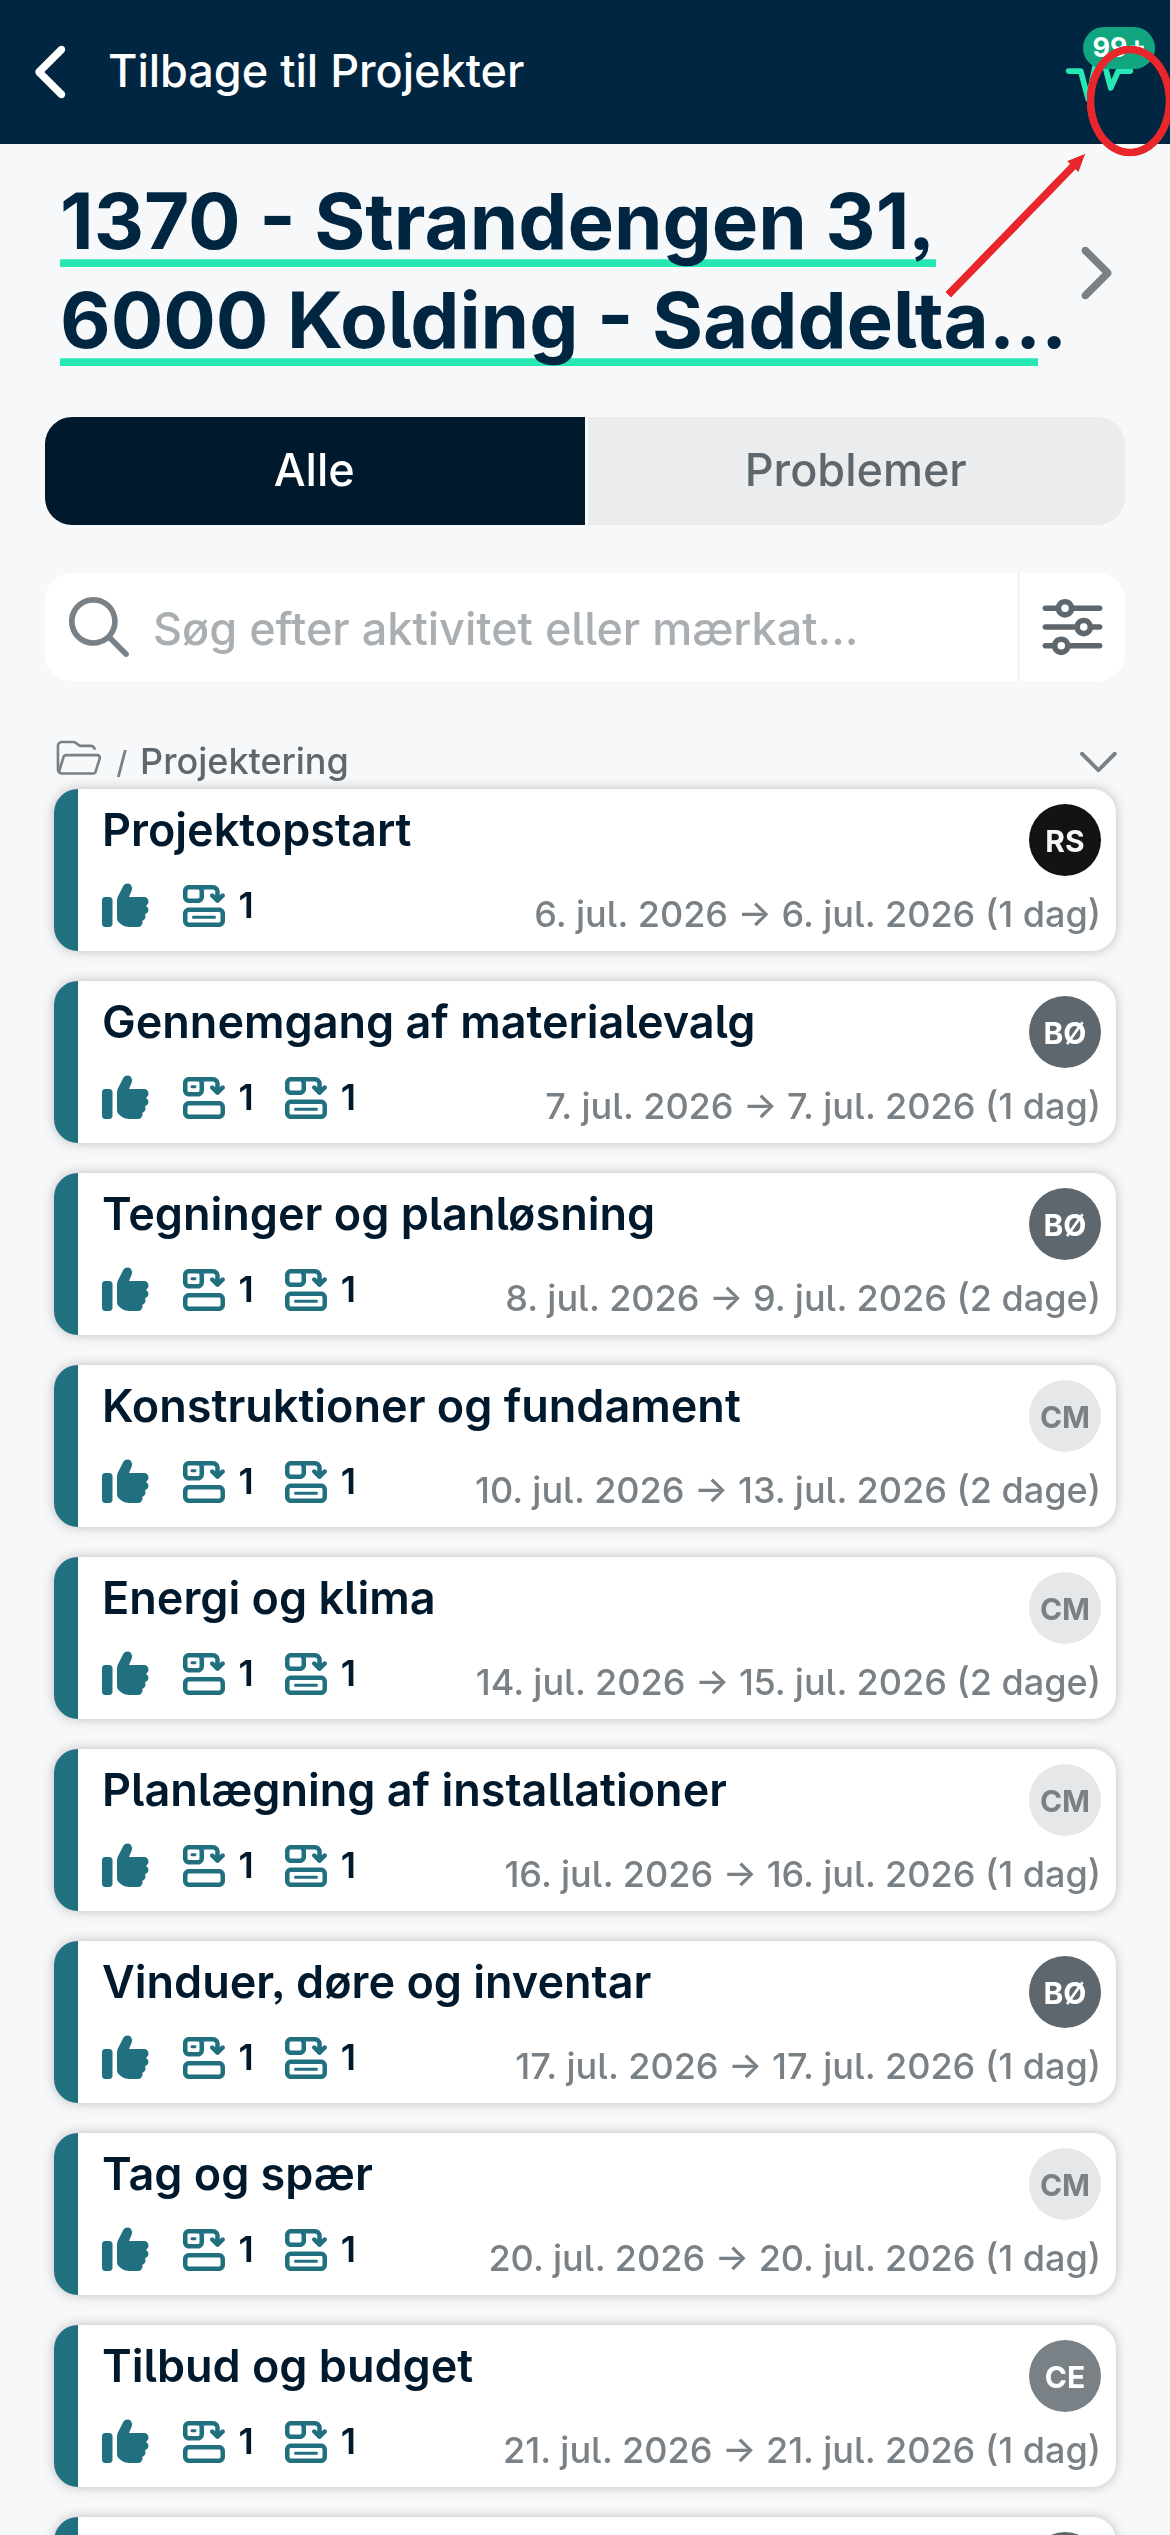 Tilbage til Projekter
99+
1370 - Strandengen 31,
6000 Kolding - Saddelta...
Alle
Problemer
Søg efter aktivitet eller mærkat...
/ Projektering
Projektopstart
RS
1
6. jul. 2026 → 6. jul. 2026 (1 dag)
Gennemgang af materialevalg
BØ
1 1
7. jul. 2026 → 7. jul. 2026 (1 dag)
Tegninger og planløsning
BØ
1 1
8. jul. 2026 → 9. jul. 2026 (2 dage)
Konstruktioner og fundament
CM
1 1
10. jul. 2026 → 13. jul. 2026 (2 dage)
Energi og klima
CM
1 1
14. jul. 2026 → 15. jul. 2026 (2 dage)
Planlægning af installationer
CM
1 1
16. jul. 2026 → 16. jul. 2026 (1 dag)
Vinduer, døre og inventar
BØ
1 1
17. jul. 2026 → 17. jul. 2026 (1 dag)
Tag og spær
CM
1 1
20. jul. 2026 → 20. jul. 2026 (1 dag)
Tilbud og budget
CE
1 1
21. jul. 2026 → 21. jul. 2026 (1 dag)